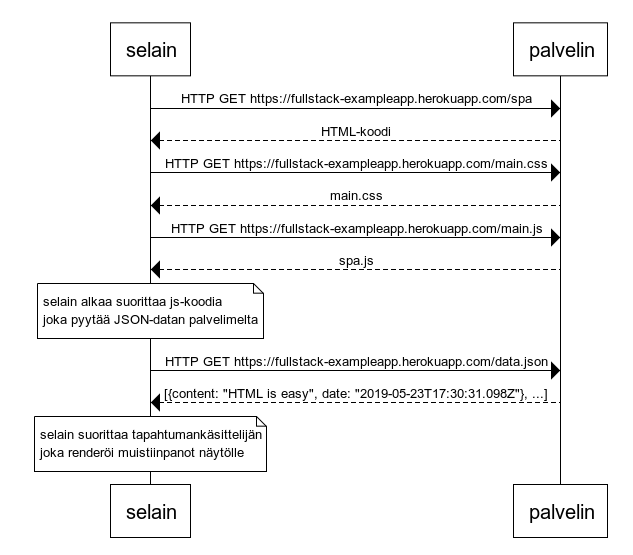 selain
palvelin
HTTP GET https://fullstack-exampleapp.herokuapp.com/spa
HTML-koodi
HTTP GET https://fullstack-exampleapp.herokuapp.com/main.css
main.css
HTTP GET https://fullstack-exampleapp.herokuapp.com/main.js
spa.js
selain alkaa suorittaa js-koodia
joka pyytää JSON-datan palvelimelta
HTTP GET https://fullstack-exampleapp.herokuapp.com/data.json
[{content: "HTML is easy", date: "2019-05-23T17:30:31.098Z"}, ...]
selain suorittaa tapahtumankäsittelijän
joka renderöi muistiinpanot näytölle
selain
palvelin